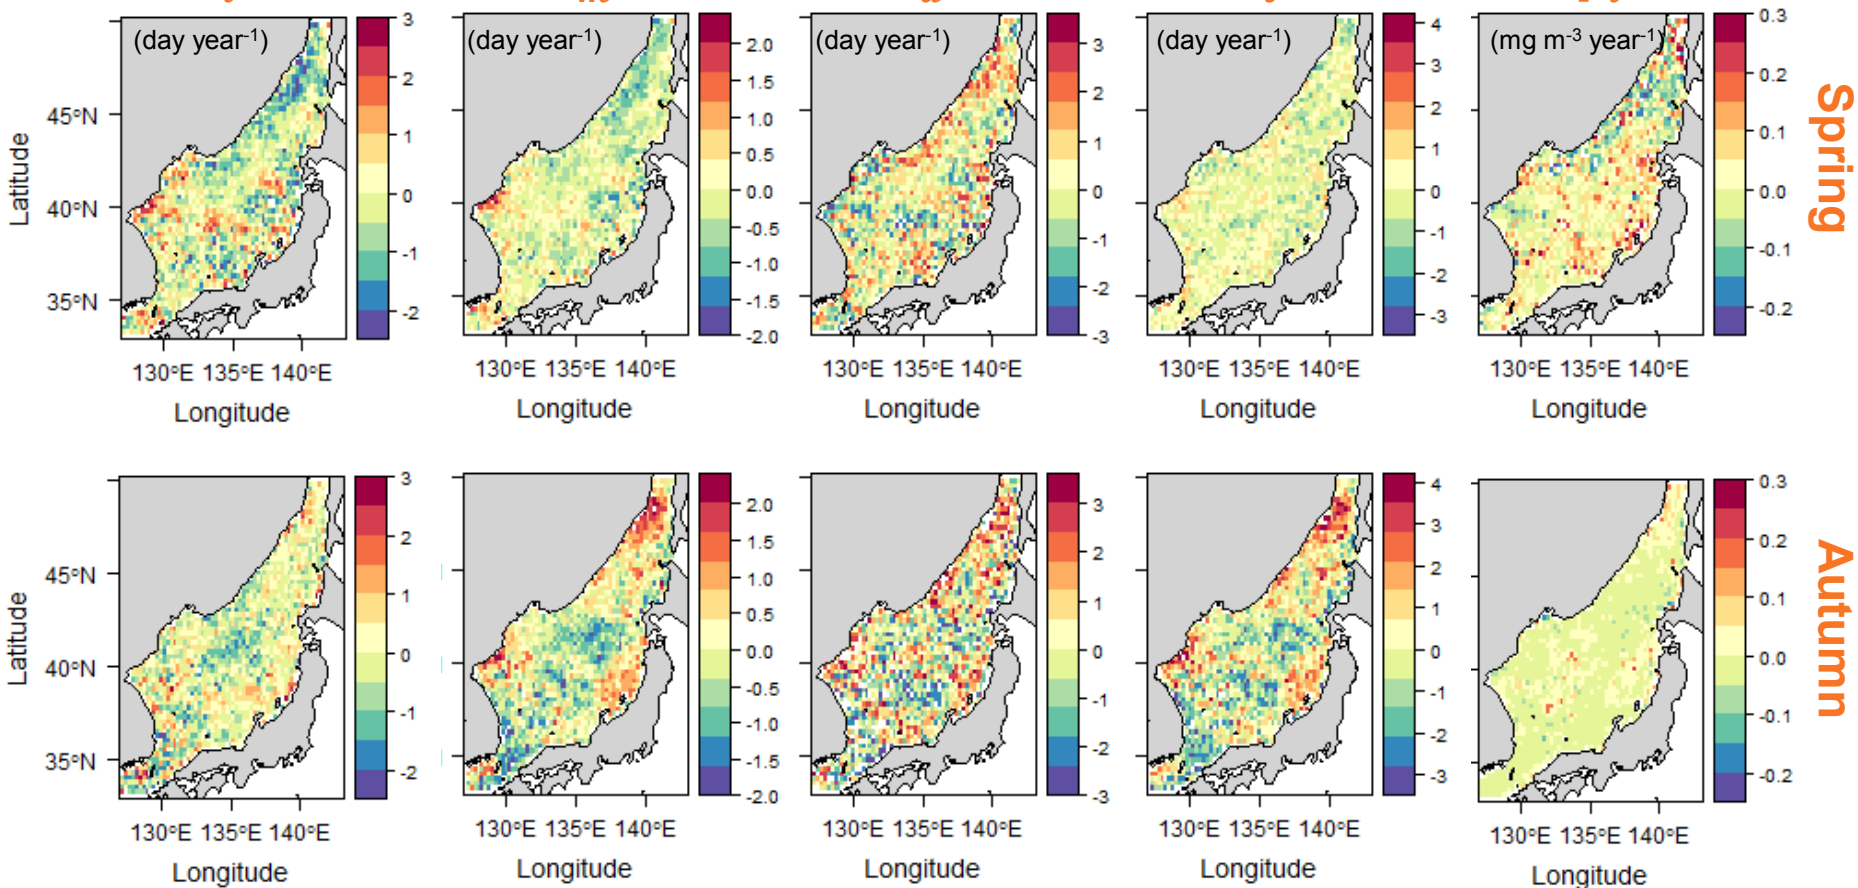 (day year-1) (day year-1) (day year-1) (day year-1) (mg m-3 year-1)
3 2 1 0 -1 -2
2.0 1.5 1.0 0.5 0.0 -0.5 -1.0 -1.5 -2.0
3 2 1 0 -1 -2 -3
4 3 2 1 0 -1 -2 -3
0.3 0.2 0.1 0.0 -0.1 -0.2
Spring
Latitude
45°N
40°N
35°N
130°E 135°E 140°E 130°E 135°E 140°E 130°E 135°E 140°E 130°E 135°E 140°E 130°E 135°E 140°E
Longitude Longitude Longitude Longitude Longitude
3 2 1 0 -1 -2
2.0 1.5 1.0 0.5 0.0 -0.5 -1.0 -1.5 -2.0
3 2 1 0 -1 -2 -3
4 3 2 1 0 -1 -2 -3
0.3 0.2 0.1 0.0 -0.1 -0.2
Autumn
Latitude
45°N
40°N
35°N
130°E 135°E 140°E 130°E 135°E 140°E 130°E 135°E 140°E 130°E 135°E 140°E 130°E 135°E 140°E
Longitude Longitude Longitude Longitude Longitude